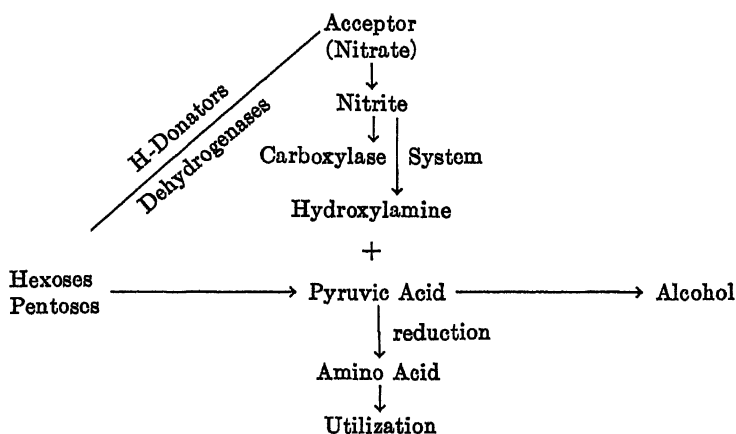 Acceptor
(Nitrate)
H-Donators
Dehydrogenases
Nitrite
Carboxylase System
Hydroxylamine
+
Hexoses
Pentoses
Pyruvic Acid
Alcohol
reduction
Amino Acid
Utilization